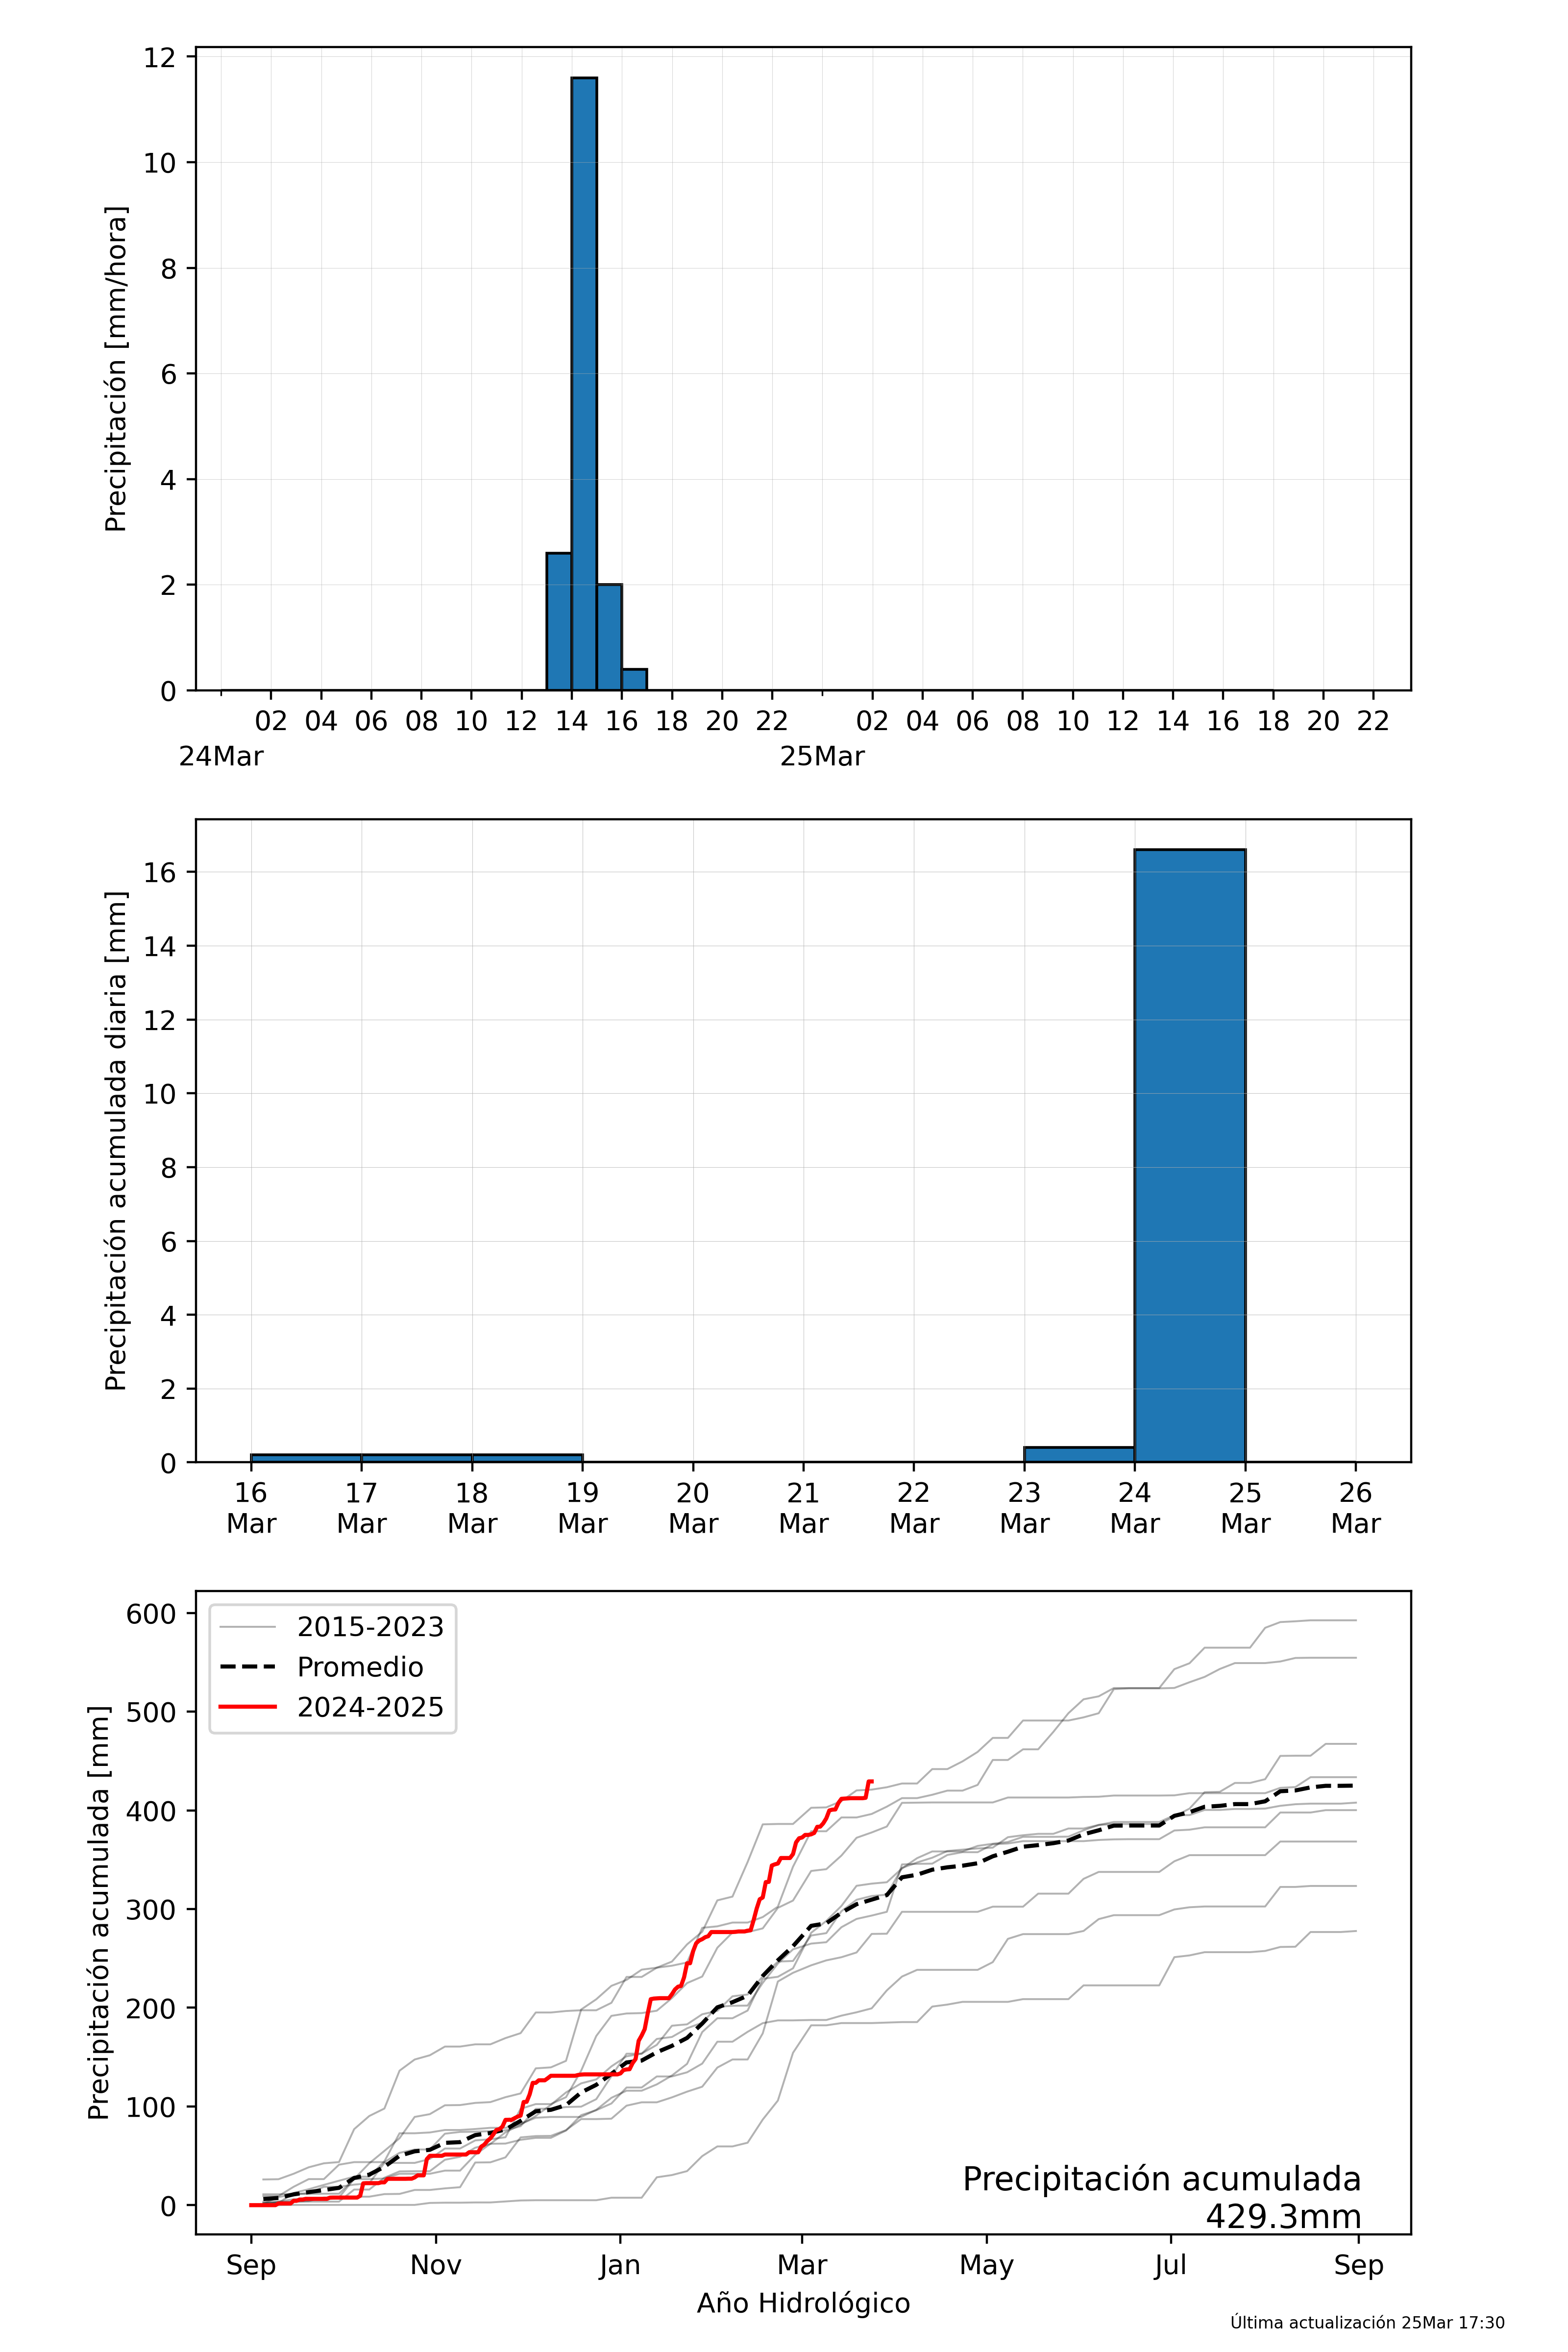 12
10
8
6
4
2
0
Precipitación [mm/hora]
02 04 06 08 10 12 14 16 18 20 22 02 04 06 08 10 12 14 16 18 20 22
24Mar 25Mar
16
14
12
10
8
6
4
2
0
Precipitación acumulada diaria [mm]
16 17 18 19 20 21 22 23 24 25 26
Mar Mar Mar Mar Mar Mar Mar Mar Mar Mar Mar
600
500
400
300
200
100
0
Precipitación acumulada [mm]
2015-2023
Promedio
2024-2025
Precipitación acumulada
429.3mm
Sep Nov Jan Mar May Jul Sep
Año Hidrológico
Última actualización 25Mar 17:30